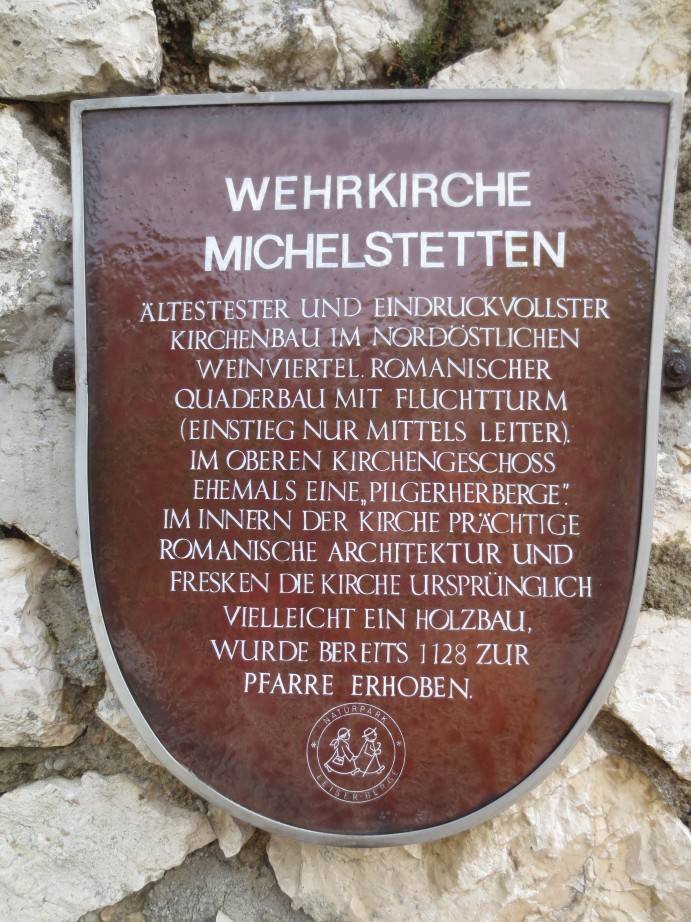 WEHRKIRCHE
MICHELSTETTEN
ÄLTESTESTER UND EINDRUCKVOLLSTER
KIRCHENBAU IM NORDÖSTLICHEN
WEINVIERTEL. ROMANISCHER
QUADERBAU MIT FLUCHTTURM
(EINSTIEG NUR MITTELS LEITER).
IM OBEREN KIRCHENGESCHOSS
EHEMALS EINE „PILGERHERBERGE“.
IM INNERN DER KIRCHE PRÄCHTIGE
ROMANISCHE ARCHITEKTUR UND
FRESKEN DIE KIRCHE URSPRÜNGLICH
VIELLEICHT EIN HOLZBAU,
WURDE BEREITS 1128 ZUR
PFARRE ERHOBEN.
NATURPARK
LEISER·BERGE